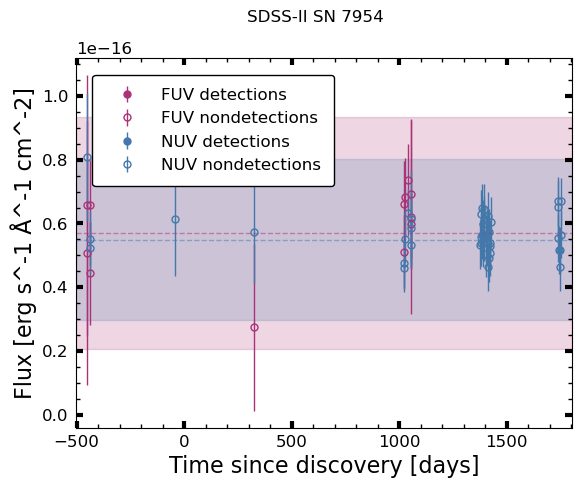 SDSS-II SN 7954
1e−16
FUV detections
FUV nondetections
NUV detections
NUV nondetections
1.0
0.8
0.6
0.4
0.2
0.0
Flux [erg s^-1 Å^-1 cm^-2]
−500 0 500 1000 1500
Time since discovery [days]